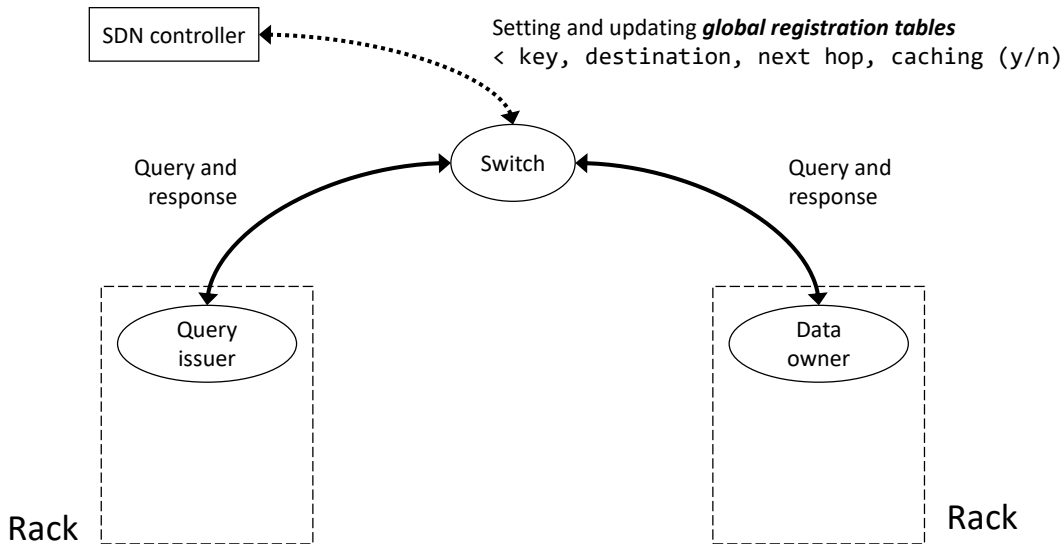 SDN controller
Setting and updating global registration tables
< key, destination, next hop, caching (y/n)
Switch
Query and
response
Query and
response
Query
issuer
Data
owner
Rack
Rack